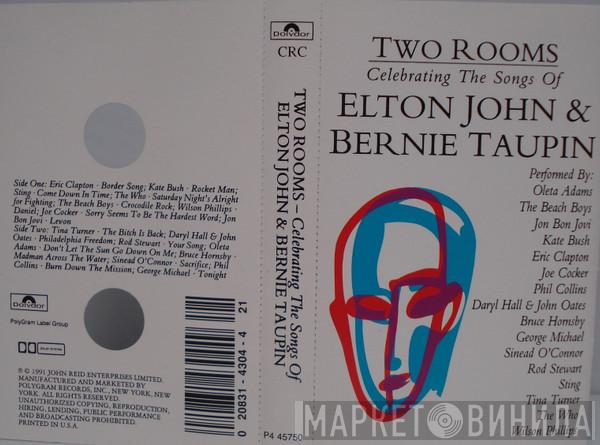 Side One: Eric Clapton · Border Song; Kate Bush · Rocket Man;
Sting · Come Down In Time; The Who · Saturday Night's Alright
for Fighting; The Beach Boys · Crocodile Rock; Wilson Phillips ·
Daniel; Joe Cocker · Sorry Seems To Be The Hardest Word; Jon
Bon Jovi · Levon
Side Two: Tina Turner · The Bitch Is Back; Daryl Hall & John
Oates · Philadelphia Freedom; Rod Stewart · Your Song; Oleta
Adams · Don't Let The Sun Go Down On Me; Bruce Hornsby ·
Madman Across The Water; Sinead O'Connor · Sacrifice; Phil
Collins · Burn Down The Mission; George Michael · Tonight
polydor
PolyGram Label Group
℗ © 1991 JOHN REID ENTERPRISES LIMITED.
MANUFACTURED AND MARKETED BY
POLYGRAM RECORDS, INC., NEW YORK, NEW
YORK. ALL RIGHTS RESERVED.
UNAUTHORIZED COPYING, REPRODUCTION,
HIRING, LENDING, PUBLIC PERFORMANCE
AND BROADCASTING PROHIBITED.
PRINTED IN U.S.A.
0 20831-4304-4 21
polydor
CRC
TWO ROOMS – Celebrating The Songs Of
ELTON JOHN & BERNIE TAUPIN
P4 45750
TWO ROOMS
Celebrating The Songs Of
ELTON JOHN &
BERNIE TAUPIN
Performed By:
Oleta Adams
The Beach Boys
Jon Bon Jovi
Kate Bush
Eric Clapton
Joe Cocker
Phil Collins
Daryl Hall & John Oates
Bruce Hornsby
George Michael
Sinead O'Connor
Rod Stewart
Sting
Tina Turner
The Who
Wilson Phillips
МАРКЕТОВИНИЛА